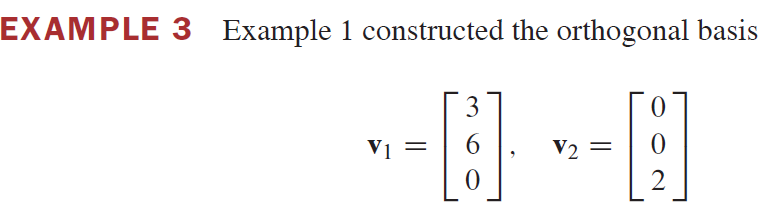 EXAMPLE 3 Example 1 constructed the orthogonal basis
v₁ = [3 6 0], v₂ = [0 0 2]